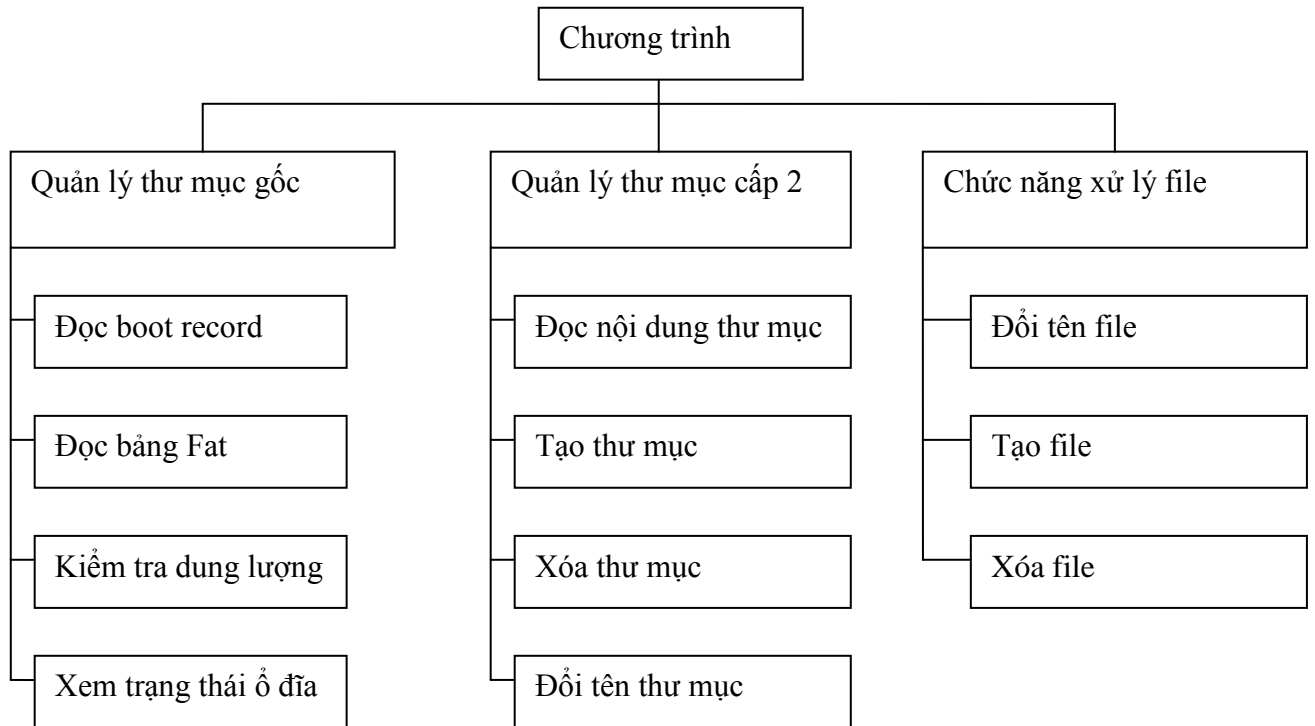 Chương trình
Quản lý thư mục gốc
Quản lý thư mục cấp 2
Chức năng xử lý file
Đọc boot record
Đọc nội dung thư mục
Đổi tên file
Đọc bảng Fat
Tạo thư mục
Tạo file
Kiểm tra dung lượng
Xóa thư mục
Xóa file
Xem trạng thái ổ đĩa
Đổi tên thư mục